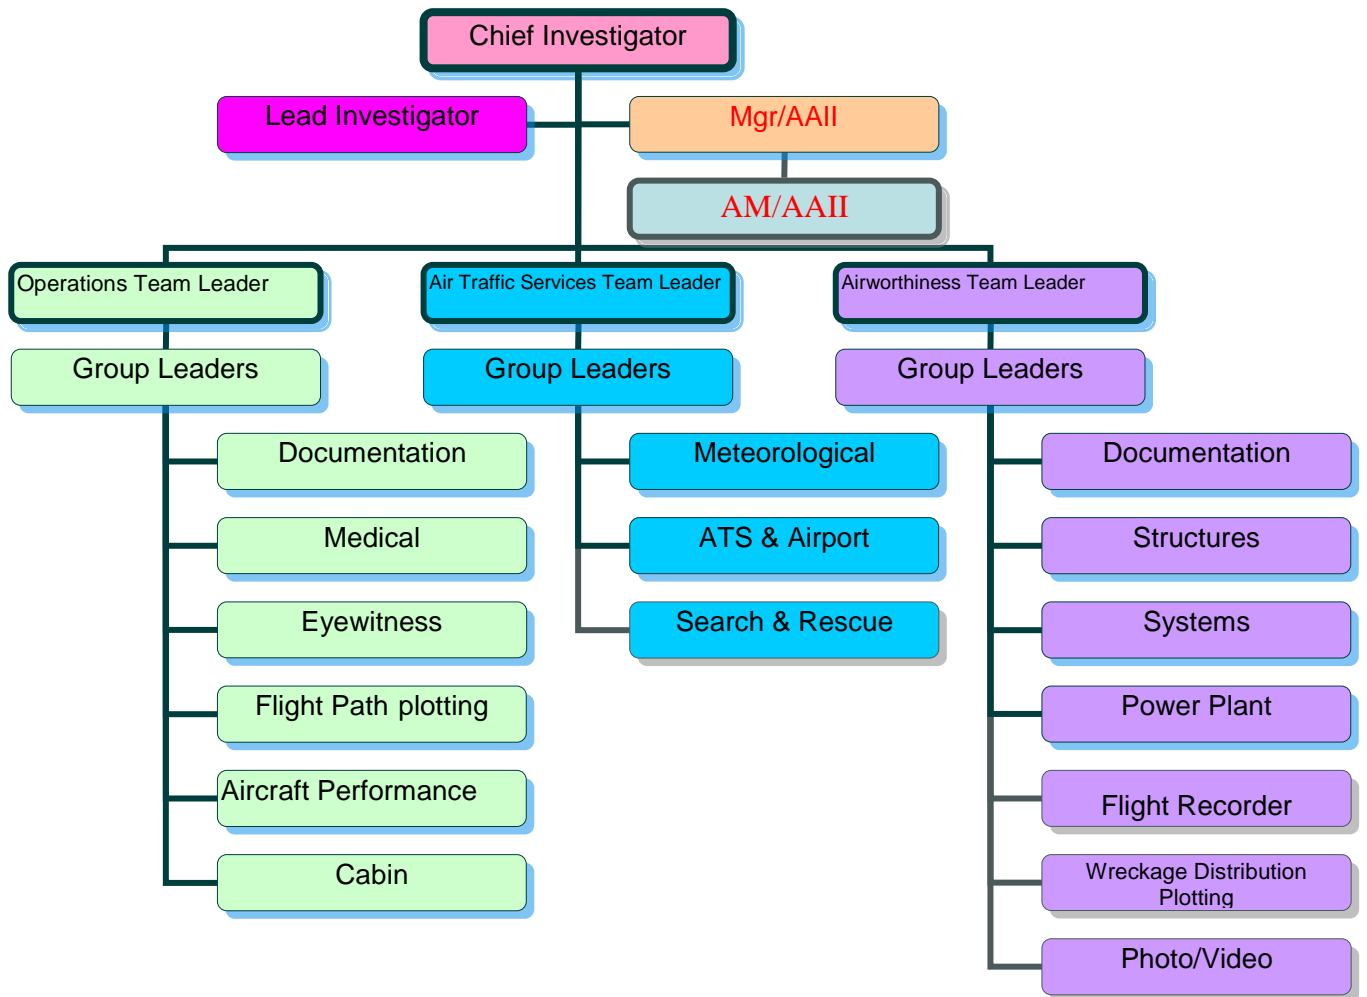 Chief Investigator
Lead Investigator
Mgr/AAII
AM/AAII
Operations Team Leader
Air Traffic Services Team Leader
Airworthiness Team Leader
Group Leaders
Group Leaders
Group Leaders
Documentation
Meteorological
Documentation
Medical
ATS & Airport
Structures
Eyewitness
Search & Rescue
Systems
Flight Path plotting
Power Plant
Aircraft Performance
Flight Recorder
Cabin
Wreckage Distribution
Plotting
Photo/Video